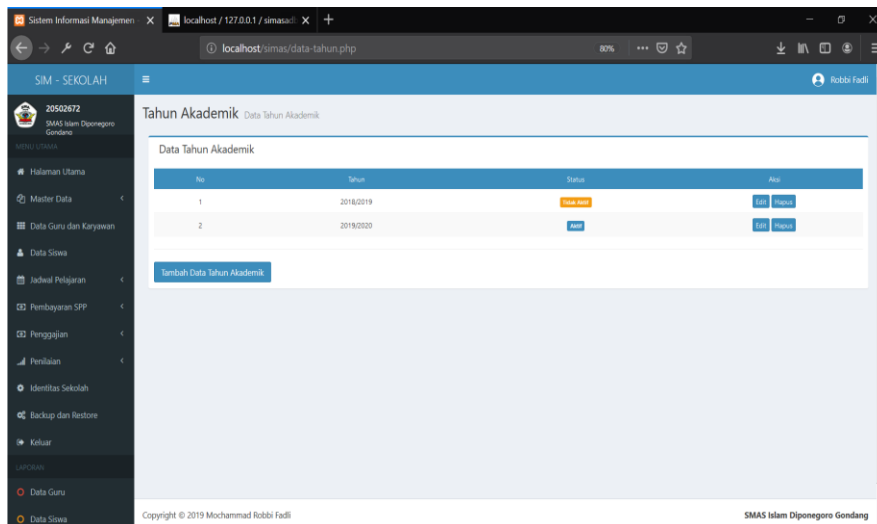 Sistem Informasi Manajemen
localhost / 127.0.0.1 / simasadi
localhost/simas/data-tahun.php
80%
SIM - SEKOLAH
Robbi Fadli
20502672
SMAS Islam Diponegoro
Gondang
Tahun Akademik Data Tahun Akademik
MENU UTAMA
Halaman Utama
Master Data
Data Guru dan Karyawan
Data Siswa
Jadwal Pelajaran
Pembayaran SPP
Penggajian
Penilaian
Identitas Sekolah
Backup dan Restore
Keluar
LAPORAN
Data Guru
Data Siswa
Data Tahun Akademik
No Tahun Status Aksi
1 2018/2019 Tidak Aktif Edit Hapus
2 2019/2020 Aktif Edit Hapus
Tambah Data Tahun Akademik
Copyright © 2019 Mochammad Robbi Fadli
SMAS Islam Diponegoro Gondang